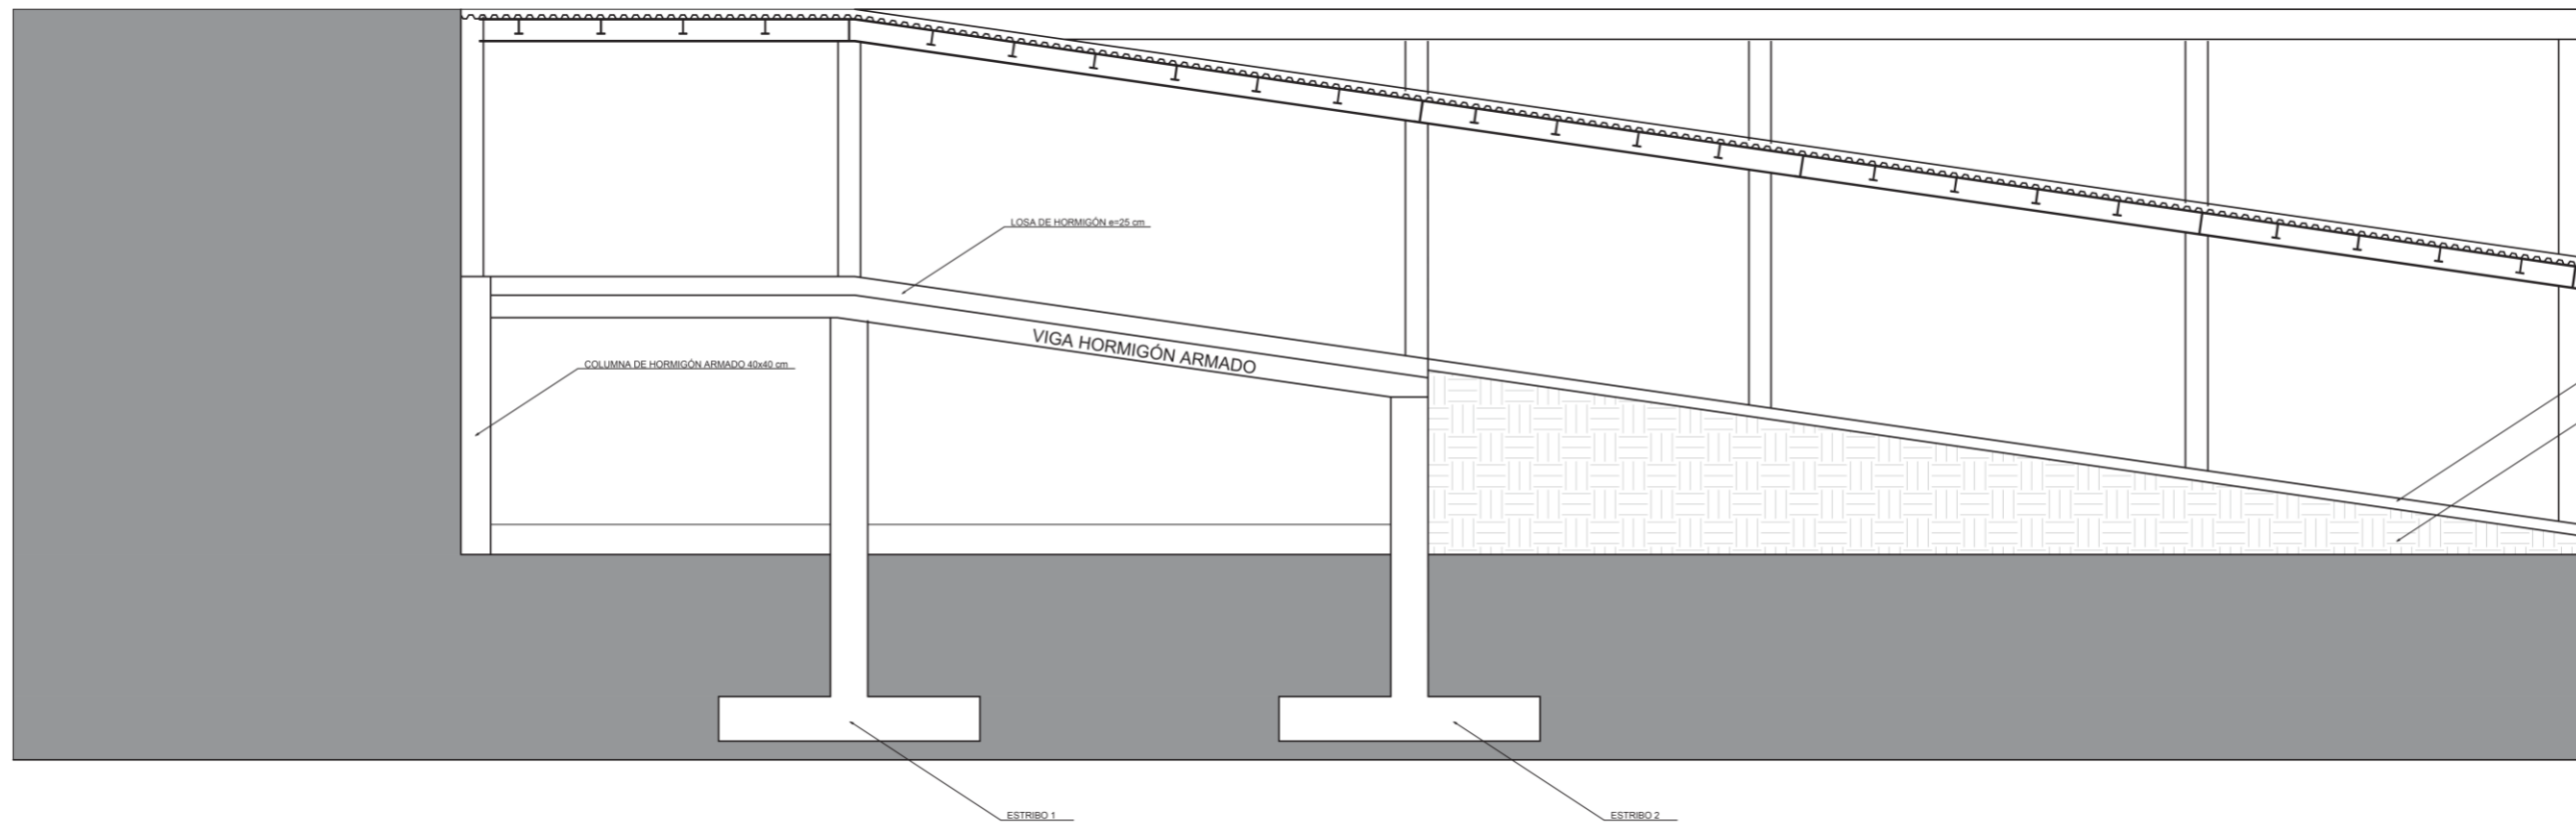 LOSA DE HORMIGÓN e=25 cm
VIGA HORMIGÓN ARMADO
COLUMNA DE HORMIGÓN ARMADO 40x40 cm
ESTRIBO 1
ESTRIBO 2